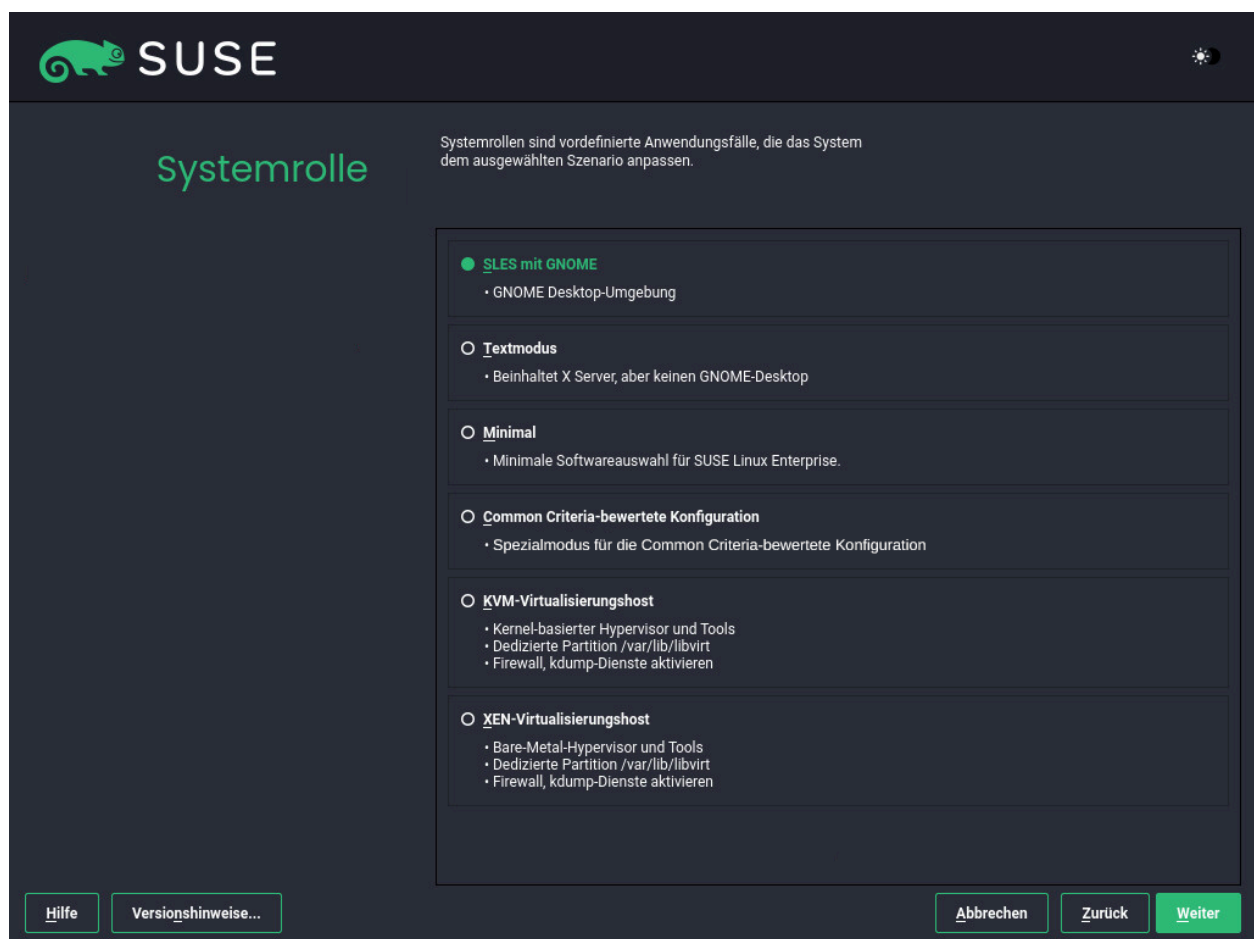 SUSE
Systemrolle
Systemrollen sind vordefinierte Anwendungsfälle, die das System
dem ausgewählten Szenario anpassen.
SLES mit GNOME
• GNOME Desktop-Umgebung
Textmodus
• Beinhaltet X Server, aber keinen GNOME-Desktop
Minimal
• Minimale Softwareauswahl für SUSE Linux Enterprise.
Common Criteria-bewertete Konfiguration
• Spezialmodus für die Common Criteria-bewertete Konfiguration
KVM-Virtualisierungshost
• Kernel-basierter Hypervisor und Tools
• Dedizierte Partition /var/lib/libvirt
• Firewall, kdump-Dienste aktivieren
XEN-Virtualisierungshost
• Bare-Metal-Hypervisor und Tools
• Dedizierte Partition /var/lib/libvirt
• Firewall, kdump-Dienste aktivieren
Hilfe
Versionshinweise...
Abbrechen
Zurück
Weiter